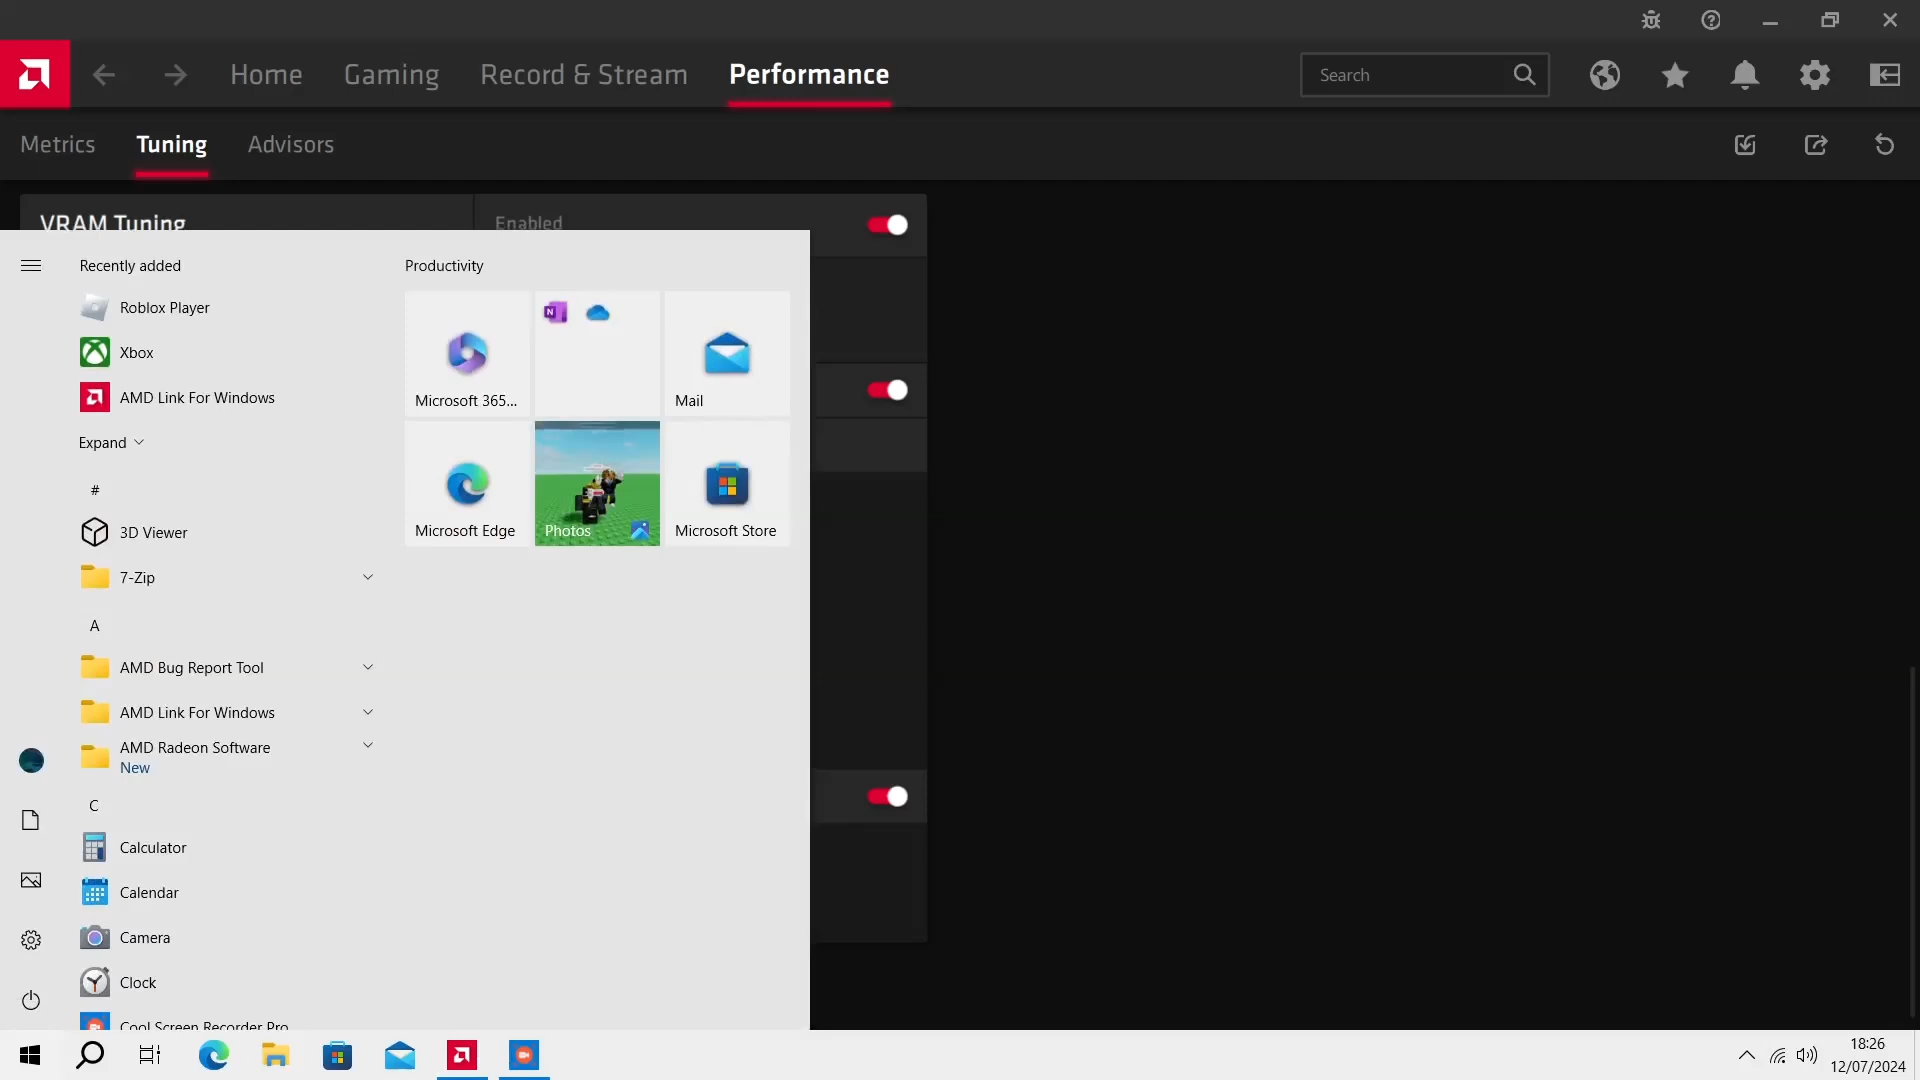 Home
Gaming
Record & Stream
Performance
Search
Metrics
Tuning
Advisors
VRAM Tuning
Enabled
Recently added
Roblox Player
Xbox
AMD Link For Windows
Expand
#
3D Viewer
7-Zip
A
AMD Bug Report Tool
AMD Link For Windows
AMD Radeon Software
New
C
Calculator
Calendar
Camera
Clock
Cool Screen Recorder Pro
Productivity
Microsoft 365...
N
Mail
Microsoft Edge
Photos
Microsoft Store
18:26
12/07/2024